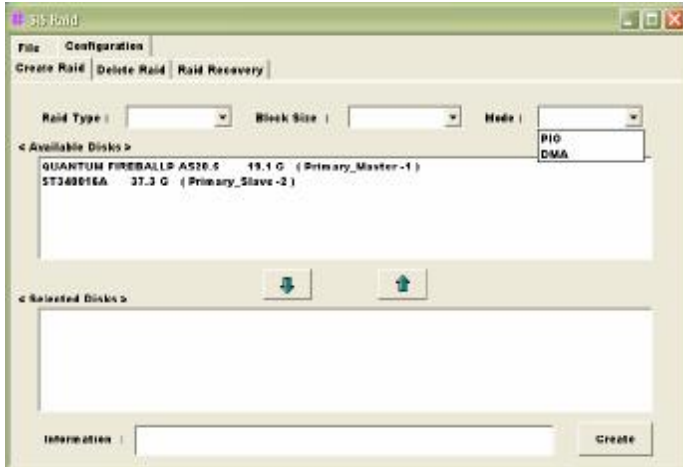 SiS Raid
File Configuration
Create Raid Delete Raid Raid Recovery
Raid Type : Block Size : Mode :
PIO
DMA
< Available Disks >
QUANTUM FIREBALLP AS20.5 19.1 G ( Primary_Master -1 )
ST340016A 37.3 G ( Primary_Slave -2 )
< Selected Disks >
Information :
Create